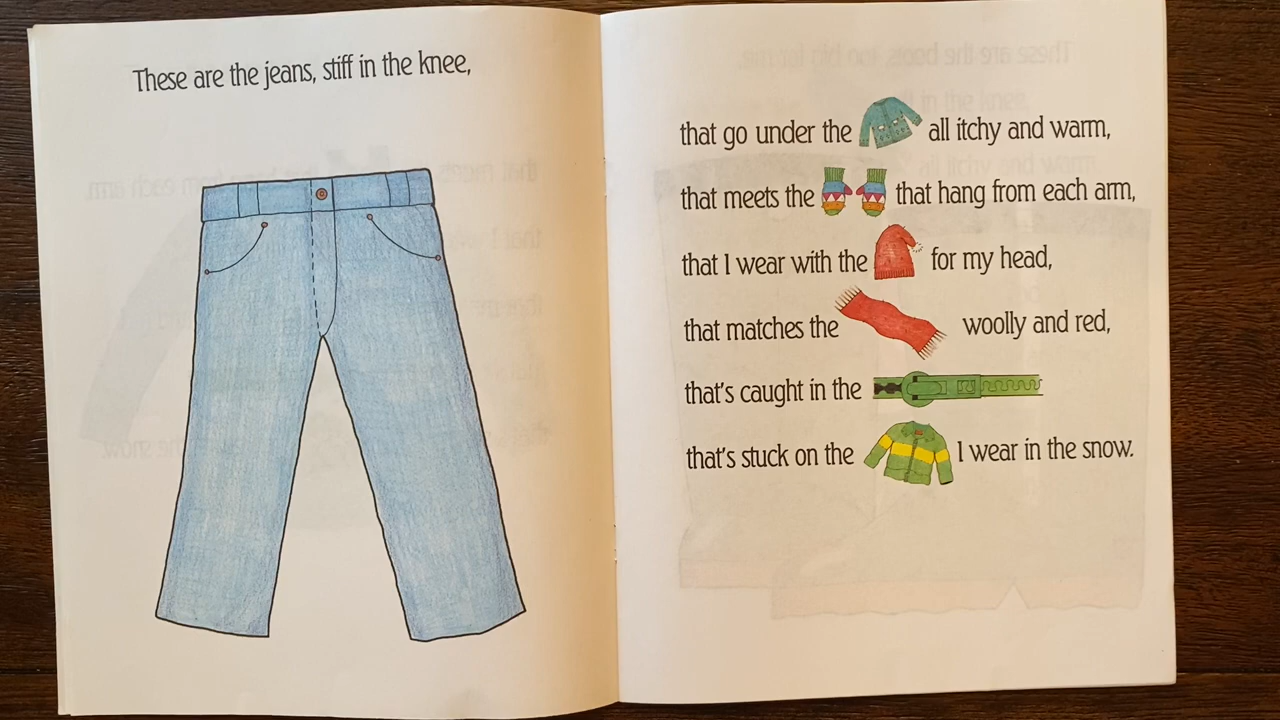 These are the jeans, stiff in the knee,
that go under the all itchy and warm,
that meets the that hang from each arm,
that I wear with the for my head,
that matches the woolly and red,
that's caught in the
that's stuck on the I wear in the snow.